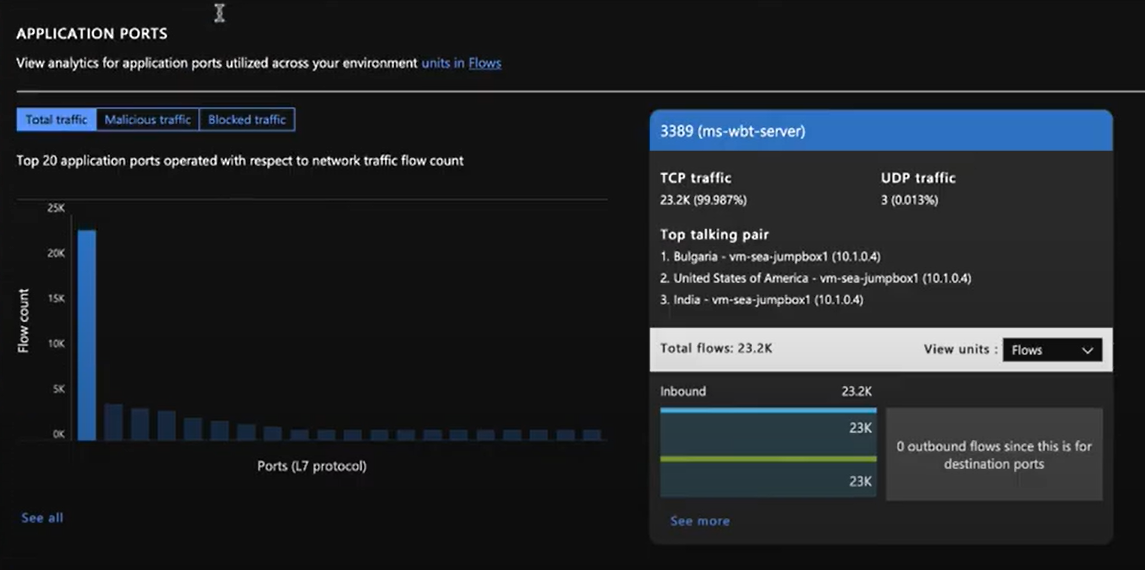 APPLICATION PORTS
View analytics for application ports utilized across your environment units in Flows
Total traffic Malicious traffic Blocked traffic
Top 20 application ports operated with respect to network traffic flow count
25K
20K
15K
10K
5K
0K
Flow count
Ports (L7 protocol)
See all
3389 (ms-wbt-server)
TCP traffic UDP traffic
23.2K (99.987%) 3 (0.013%)
Top talking pair
1. Bulgaria - vm-sea-jumpbox1 (10.1.0.4)
2. United States of America - vm-sea-jumpbox1 (10.1.0.4)
3. India - vm-sea-jumpbox1 (10.1.0.4)
Total flows: 23.2K View units : Flows
Inbound 23.2K
23K
23K
0 outbound flows since this is for
destination ports
See more